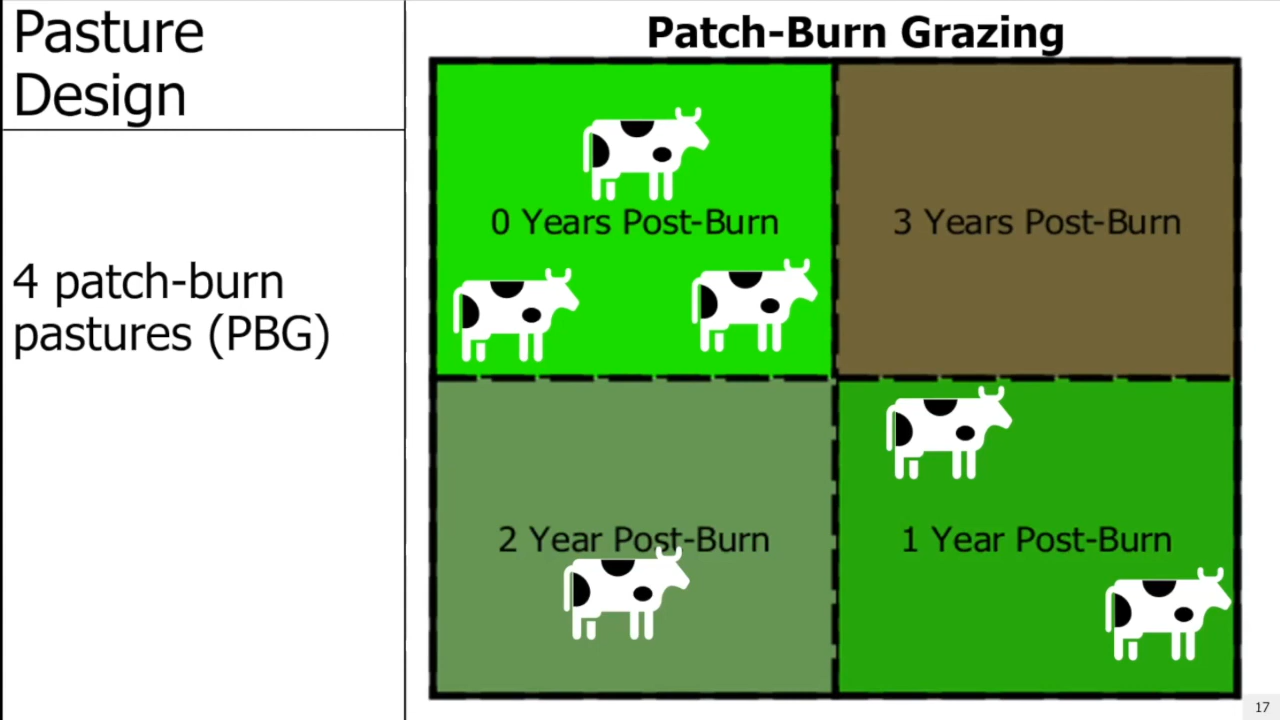 Pasture
Design
4 patch-burn
pastures (PBG)
Patch-Burn Grazing
0 Years Post-Burn
3 Years Post-Burn
2 Year Post-Burn
1 Year Post-Burn
17